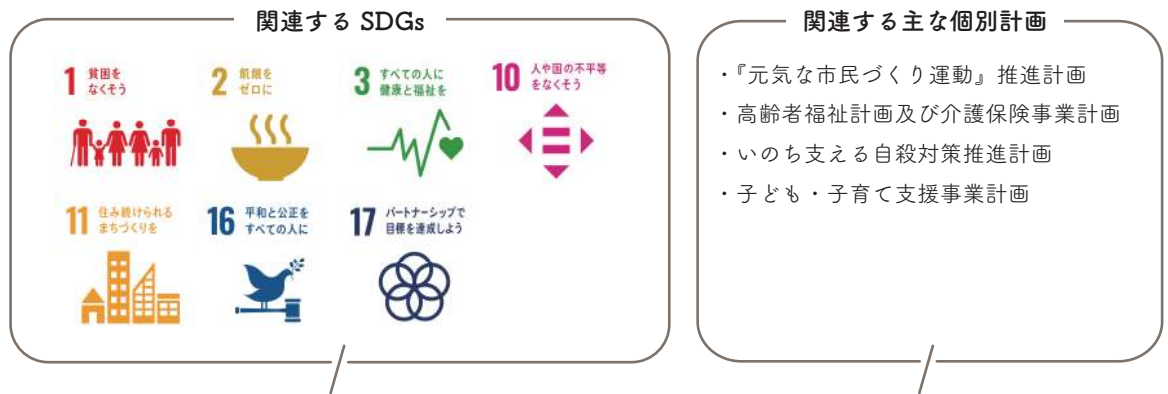 関連する SDGs
1 貧困を
なくそう
2 飢餓を
ゼロに
3 すべての人に
健康と福祉を
10 人や国の不平等
をなくそう
11 住み続けられる
まちづくりを
16 平和と公正を
すべての人に
17 パートナーシップで
目標を達成しよう
関連する主な個別計画
・『元気な市民づくり運動』推進計画
・高齢者福祉計画及び介護保険事業計画
・いのち支える自殺対策推進計画
・子ども・子育て支援事業計画